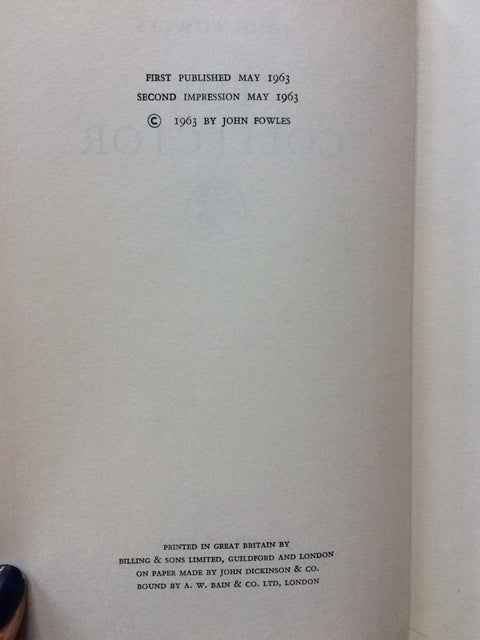 FIRST PUBLISHED MAY 1963
SECOND IMPRESSION MAY 1963
© 1963 BY JOHN FOWLES
PRINTED IN GREAT BRITAIN BY
BILLING & SONS LIMITED, GUILDFORD AND LONDON
ON PAPER MADE BY JOHN DICKINSON & CO.
BOUND BY A. W. BAIN & CO. LTD, LONDON